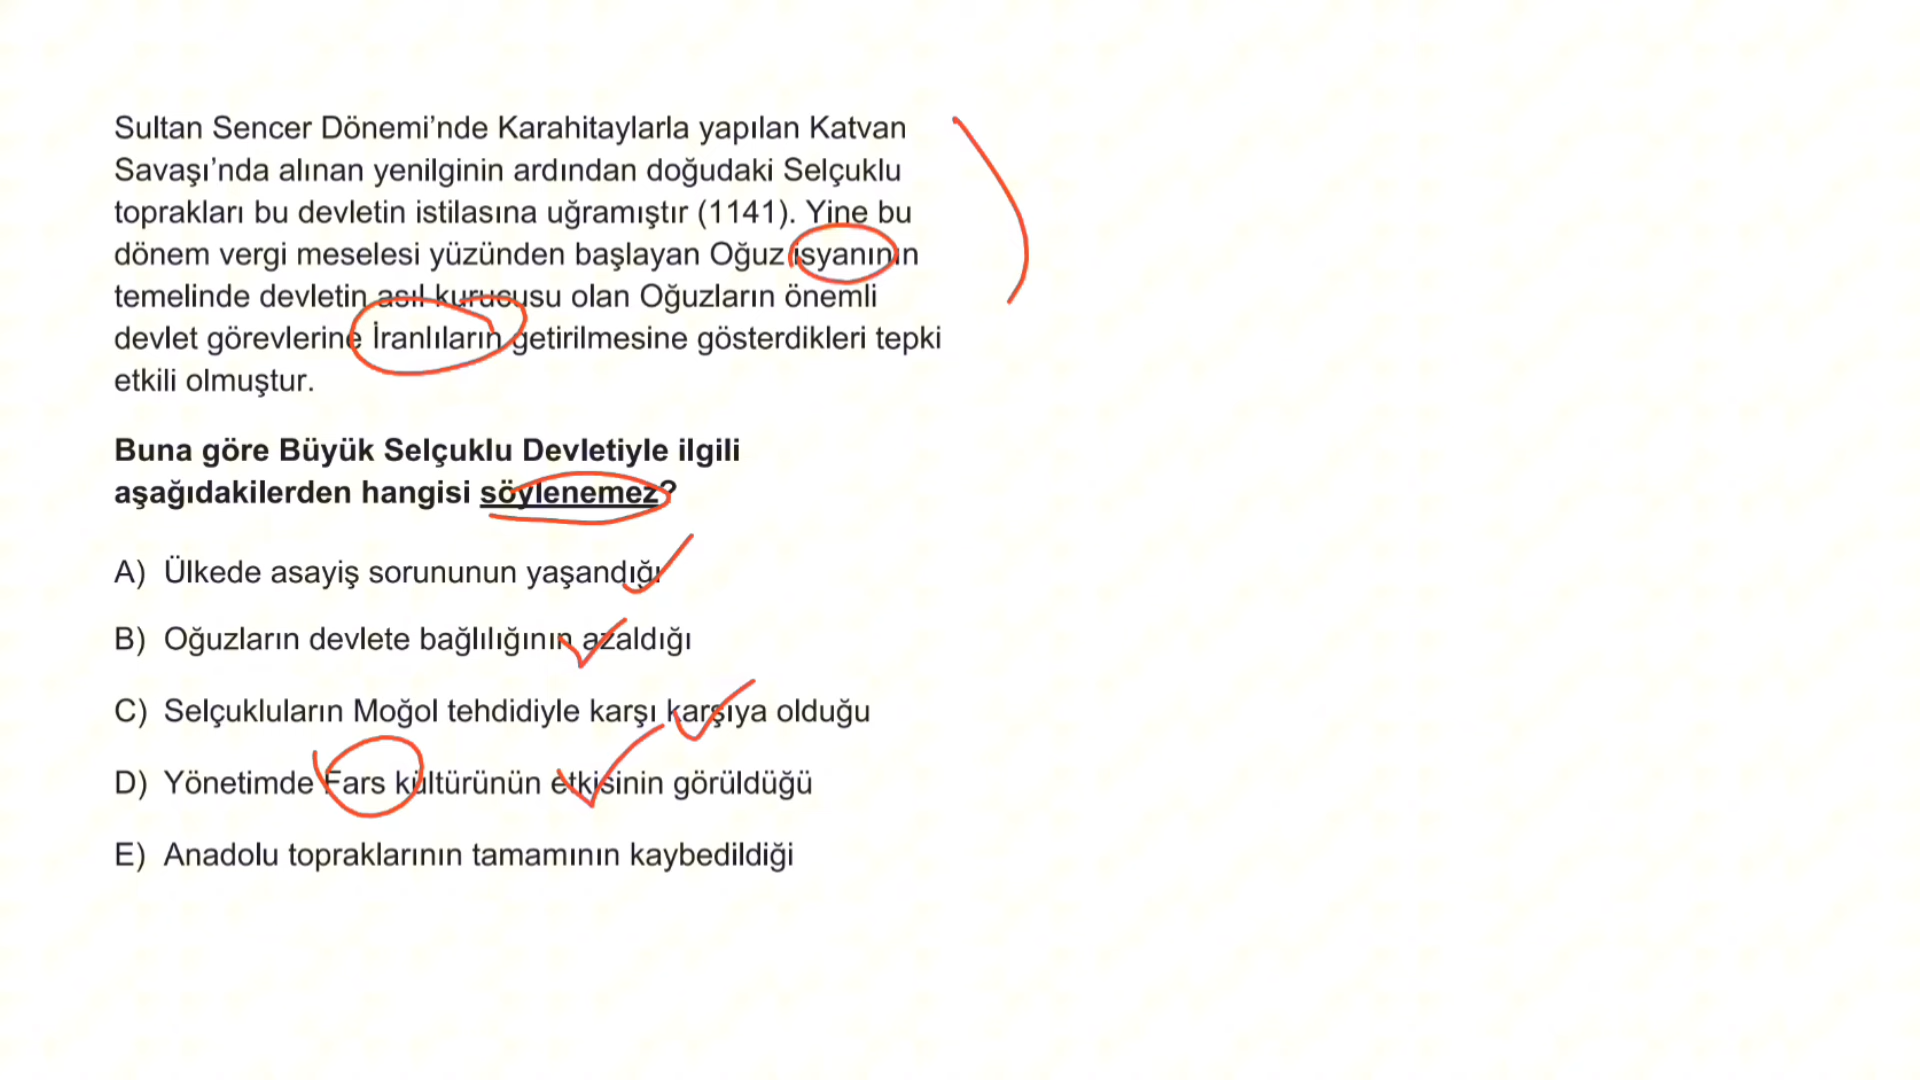 Sultan Sencer Dönemi’nde Karahitaylarla yapılan Katvan
Savaşı’nda alınan yenilginin ardından doğudaki Selçuklu
toprakları bu devletin istilasına uğramıştır (1141). Yine bu
dönem vergi meselesi yüzünden başlayan Oğuz isyanının
temelinde devletin asıl kurucusu olan Oğuzların önemli
devlet görevlerine İranlıların getirilmesine gösterdikleri tepki
etkili olmuştur.
Buna göre Büyük Selçuklu Devletiyle ilgili
aşağıdakilerden hangisi söylenemez?
A) Ülkede asayiş sorununun yaşandığı
B) Oğuzların devlete bağlılığının azaldığı
C) Selçukluların Moğol tehdidiyle karşı karşıya olduğu
D) Yönetimde Fars kültürünün etkisinin görüldüğü
E) Anadolu topraklarının tamamının kaybedildiği